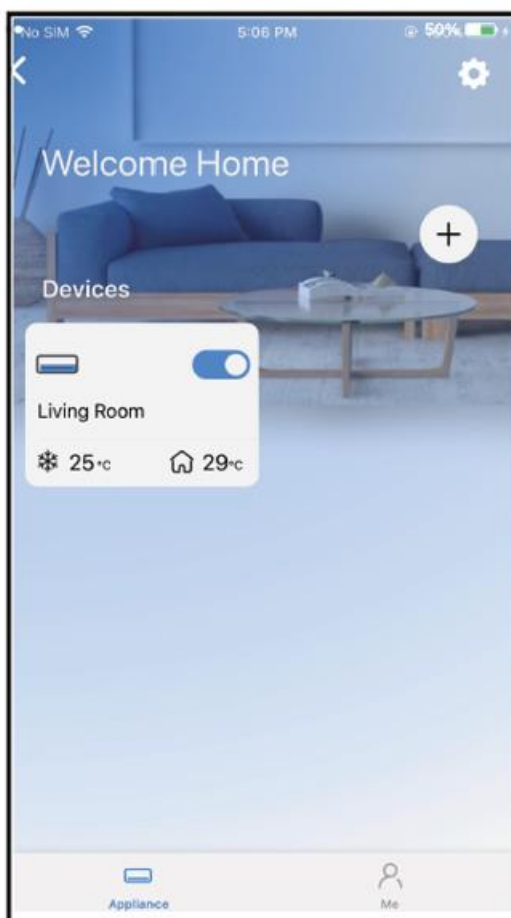 No SIM 5:06 PM 50%
Welcome Home
+
Devices
Living Room
25°C 29°C
Appliance Me